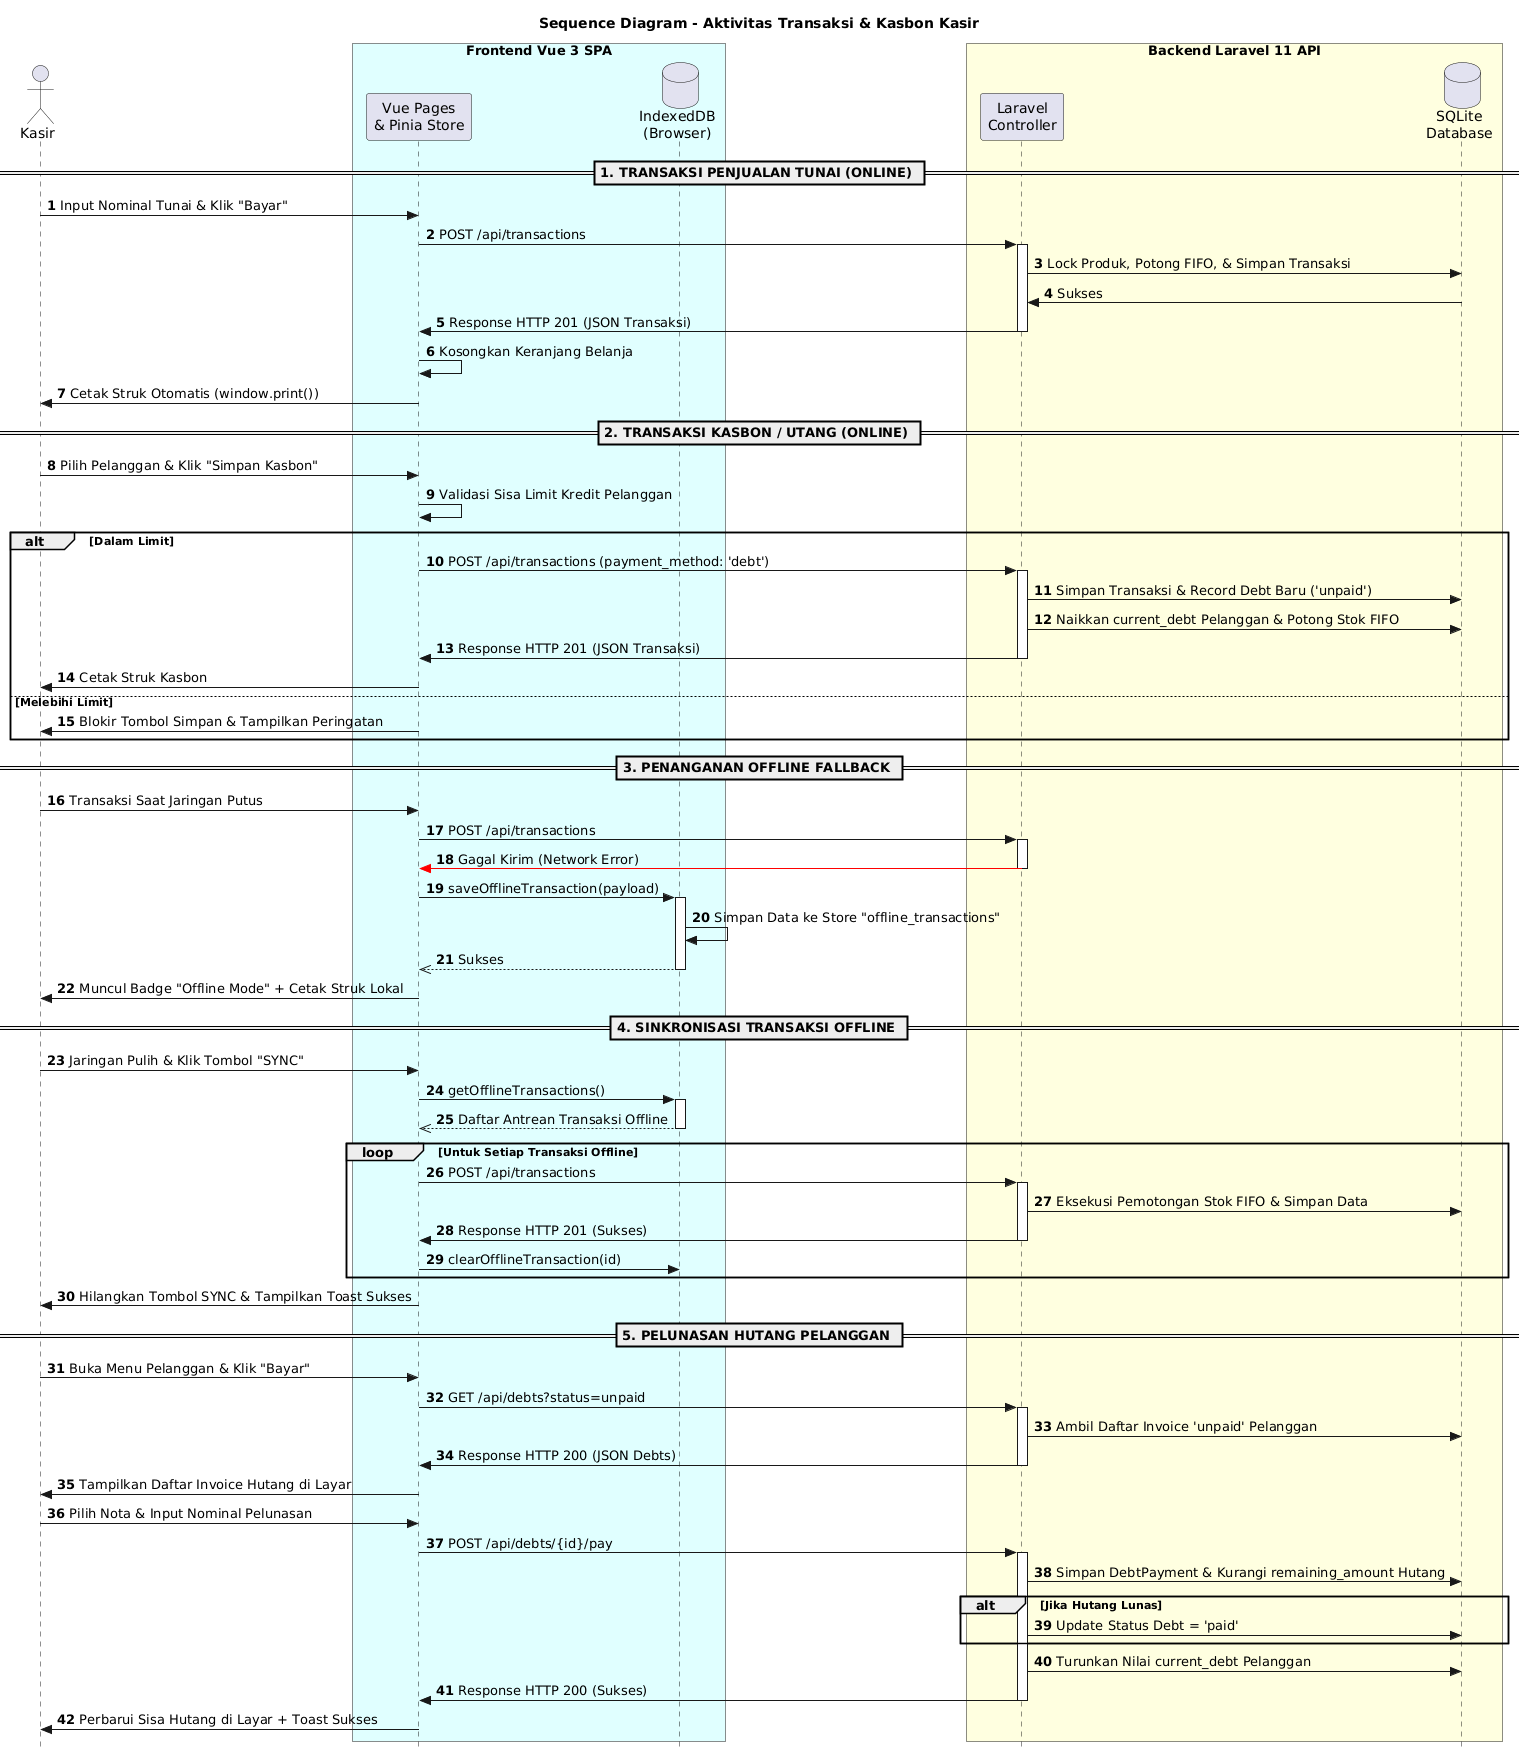 Sequence Diagram - Aktivitas Transaksi & Kasbon Kasir
Frontend Vue 3 SPA
Backend Laravel 11 API
Kasir
Vue Pages
& Pinia Store
IndexedDB
(Browser)
Laravel
Controller
SQLite
Database
1. TRANSAKSI PENJUALAN TUNAI (ONLINE)
1 Input Nominal Tunai & Klik "Bayar"
2 POST /api/transactions
3 Lock Produk, Potong FIFO, & Simpan Transaksi
4 Sukses
5 Response HTTP 201 (JSON Transaksi)
6 Kosongkan Keranjang Belanja
7 Cetak Struk Otomatis (window.print())
2. TRANSAKSI KASBON / UTANG (ONLINE)
8 Pilih Pelanggan & Klik "Simpan Kasbon"
9 Validasi Sisa Limit Kredit Pelanggan
alt [Dalam Limit]
10 POST /api/transactions (payment_method: 'debt')
11 Simpan Transaksi & Record Debt Baru ('unpaid')
12 Naikkan current_debt Pelanggan & Potong Stok FIFO
13 Response HTTP 201 (JSON Transaksi)
14 Cetak Struk Kasbon
[Melebihi Limit]
15 Blokir Tombol Simpan & Tampilkan Peringatan
3. PENANGANAN OFFLINE FALLBACK
16 Transaksi Saat Jaringan Putus
17 POST /api/transactions
18 Gagal Kirim (Network Error)
19 saveOfflineTransaction(payload)
20 Simpan Data ke Store "offline_transactions"
21 Sukses
22 Muncul Badge "Offline Mode" + Cetak Struk Lokal
4. SINKRONISASI TRANSAKSI OFFLINE
23 Jaringan Pulih & Klik Tombol "SYNC"
24 getOfflineTransactions()
25 Daftar Antrean Transaksi Offline
loop [Untuk Setiap Transaksi Offline]
26 POST /api/transactions
27 Eksekusi Pemotongan Stok FIFO & Simpan Data
28 Response HTTP 201 (Sukses)
29 clearOfflineTransaction(id)
30 Hilangkan Tombol SYNC & Tampilkan Toast Sukses
5. PELUNASAN HUTANG PELANGGAN
31 Buka Menu Pelanggan & Klik "Bayar"
32 GET /api/debts?status=unpaid
33 Ambil Daftar Invoice 'unpaid' Pelanggan
34 Response HTTP 200 (JSON Debts)
35 Tampilkan Daftar Invoice Hutang di Layar
36 Pilih Nota & Input Nominal Pelunasan
37 POST /api/debts/{id}/pay
38 Simpan DebtPayment & Kurangi remaining_amount Hutang
alt [Jika Hutang Lunas]
39 Update Status Debt = 'paid'
40 Turunkan Nilai current_debt Pelanggan
41 Response HTTP 200 (Sukses)
42 Perbarui Sisa Hutang di Layar + Toast Sukses